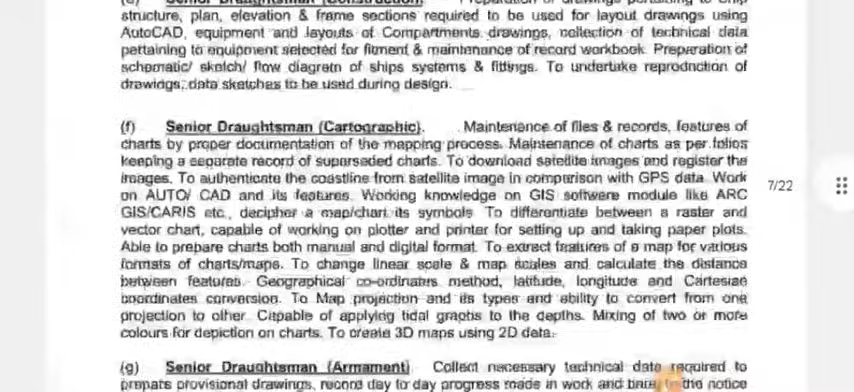 (e) Senior Draughtsman (Construction). Preparation of drawings pertaining to ship
structure, plan, elevation & frame sections required to be used for layout drawings using
AutoCAD, equipment and layouts of Compartments drawings, collection of technical data
pertaining to equipment selected for fitment & maintenance of record workbook. Preparation of
schematic/ sketch/ flow diagram of ships systems & fittings. To undertake reproduction of
drawings, data sketches to be used during design.
(f) Senior Draughtsman (Cartographic). Maintenance of files & records, features of
charts by proper documentation of the mapping process. Maintenance of charts as per folios
keeping a separate record of superseded charts. To download satellite images and register the
images. To authenticate the coastline from satellite image in comparison with GPS data. Work
on AUTO/ CAD and its features. Working knowledge on GIS software module like ARC
7/22
GIS/CARIS etc., decipher a map/chart its symbols To differentiate between a raster and
vector chart, capable of working on plotter and printer for setting up and taking paper plots.
Able to prepare charts both manual and digital format. To extract features of a map for various
formats of charts/maps. To change linear scale & map scales and calculate the distance
between features. Geographical co-ordinates method, latitude, longitude and Cartesian
coordinates conversion. To Map projection and its types and ability to convert from one
projection to other. Capable of applying tidal graphs to the depths. Mixing of two or more
colours for depiction on charts. To create 3D maps using 2D data.
(g) Senior Draughtsman (Armament) Collect necessary technical data required to
prepare provisional drawings, record day to day progress made in work and bring to the notice